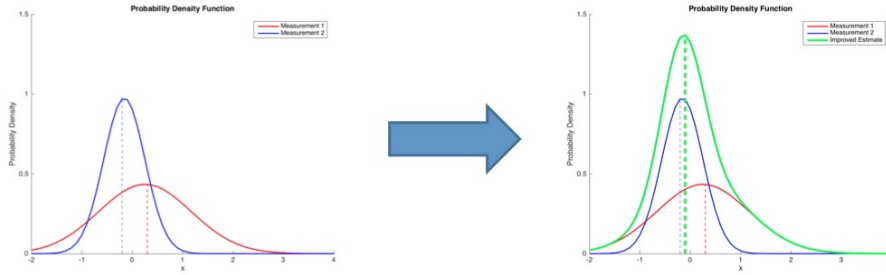 Probability Density Function
1.5
Measurement 1
Measurement 2
1
Probability Density
0.5
0
-2
-1
0
1
2
3
4
x
Probability Density Function
1.5
Measurement 1
Measurement 2
Improved Estimate
1
Probability Density
0.5
0
-2
-1
0
1
2
3
x